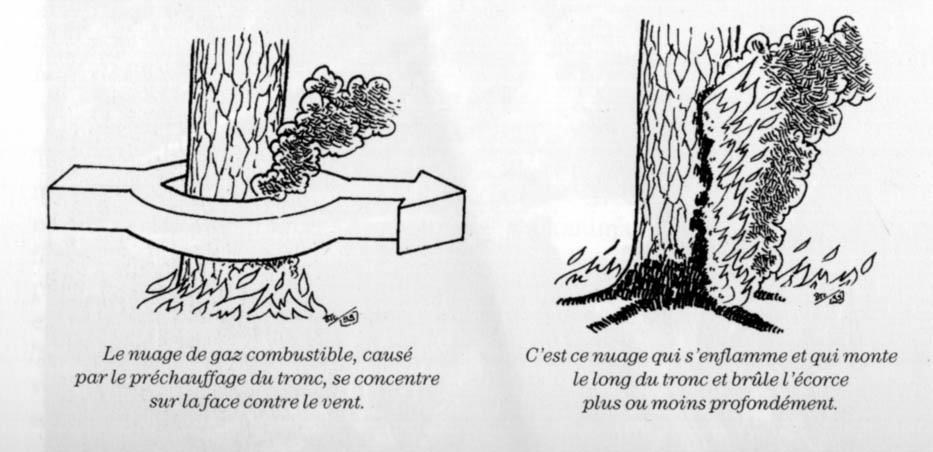 Le nuage de gaz combustible, causé
par le préchauffage du tronc, se concentre
sur la face contre le vent.
C'est ce nuage qui s'enflamme et qui monte
le long du tronc et brûle l'écorce
plus ou moins profondément.